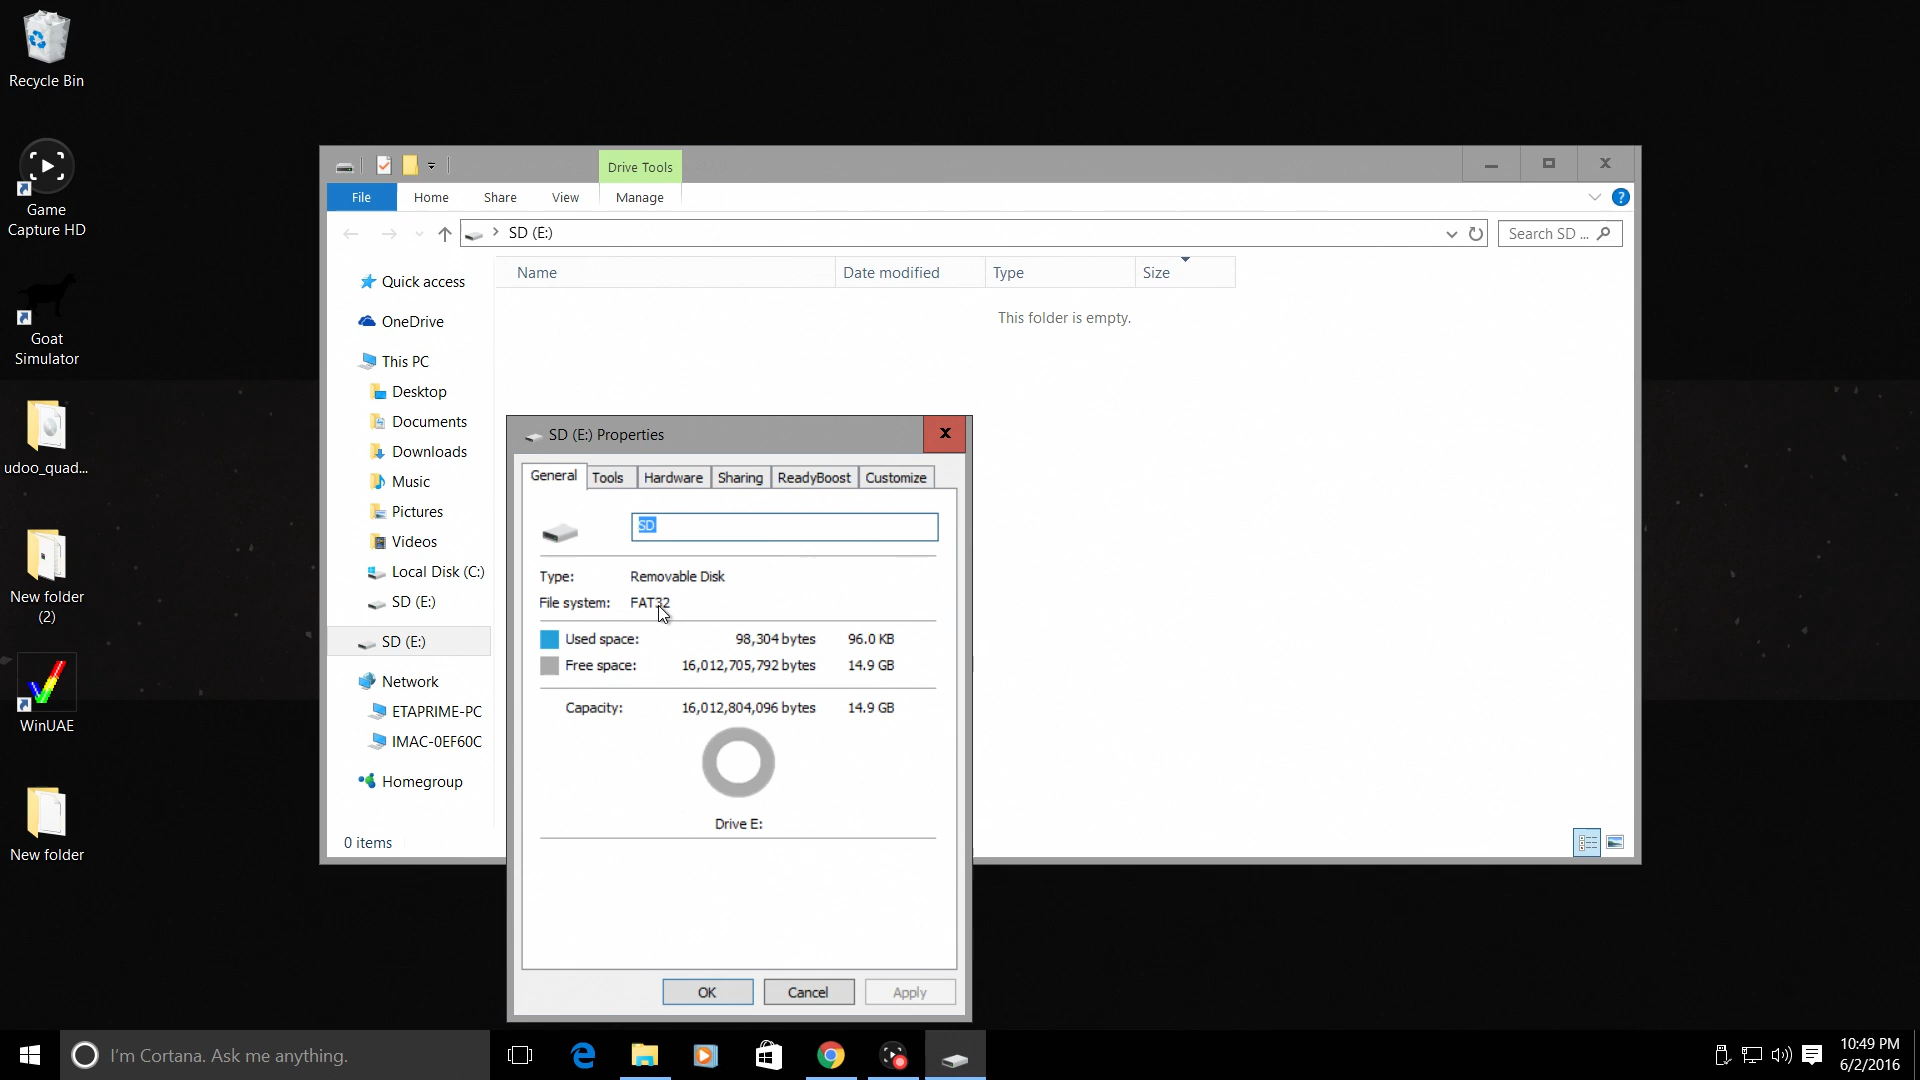 Recycle Bin
Game
Capture HD
Goat
Simulator
udoo_quad...
New folder
(2)
WinUAE
New folder
Drive Tools
File
Home
Share
View
Manage
SD (E:)
Search SD ...
Name
Date modified
Type
Size
This folder is empty.
Quick access
OneDrive
This PC
Desktop
Documents
Downloads
Music
Pictures
Videos
Local Disk (C:)
SD (E:)
SD (E:)
Network
ETAPRIME-PC
IMAC-0EF60C
Homegroup
0 items
SD (E:) Properties
General
Tools
Hardware
Sharing
ReadyBoost
Customize
SD
Type: Removable Disk
File system: FAT32
Used space: 98,304 bytes 96.0 KB
Free space: 16,012,705,792 bytes 14.9 GB
Capacity: 16,012,804,096 bytes 14.9 GB
Drive E:
OK
Cancel
Apply
I'm Cortana. Ask me anything.
10:49 PM
6/2/2016